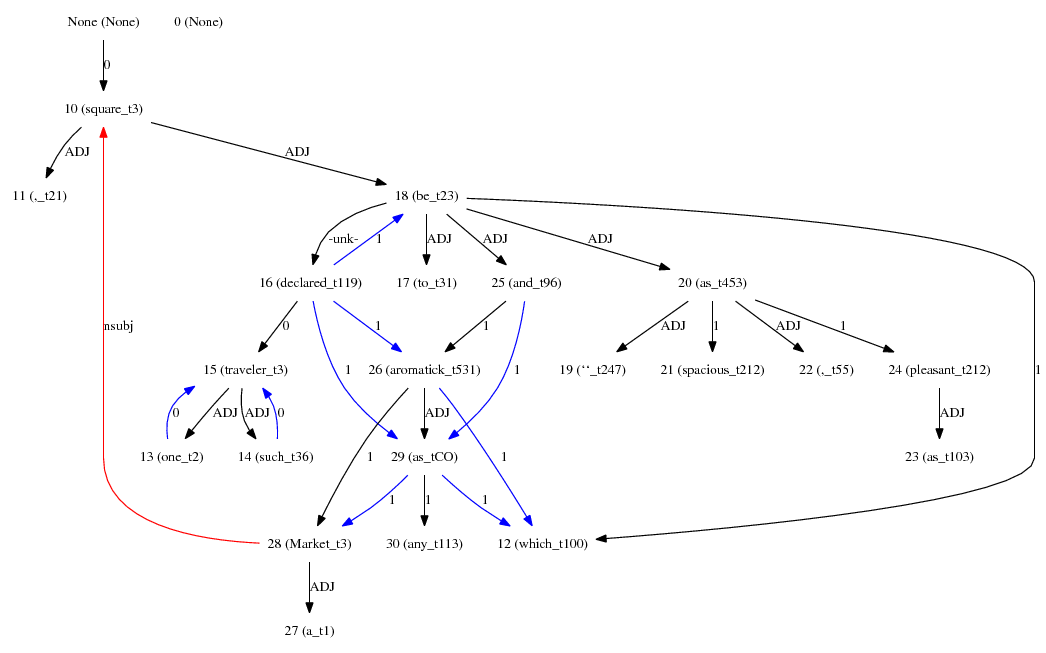 None (None) 0 (None)
0
10 (square_t3)
ADJ ADJ
11 (,_t21) 18 (be_t23)
-unk- 1 ADJ ADJ ADJ
16 (declared_t119) 17 (to_t31) 25 (and_t96) 20 (as_t453)
nsubj 0 1 1 ADJ 1 ADJ 1
15 (traveler_t3) 26 (aromatick_t531) 19 (``_t247) 21 (spacious_t212) 22 (,_t55) 24 (pleasant_t212)
1 1 1
0 ADJ ADJ 0 ADJ ADJ
13 (one_t2) 14 (such_t36) 29 (as_tCO) 23 (as_t103)
1 1
1 1 1
28 (Market_t3) 30 (any_t113) 12 (which_t100)
ADJ
27 (a_t1)